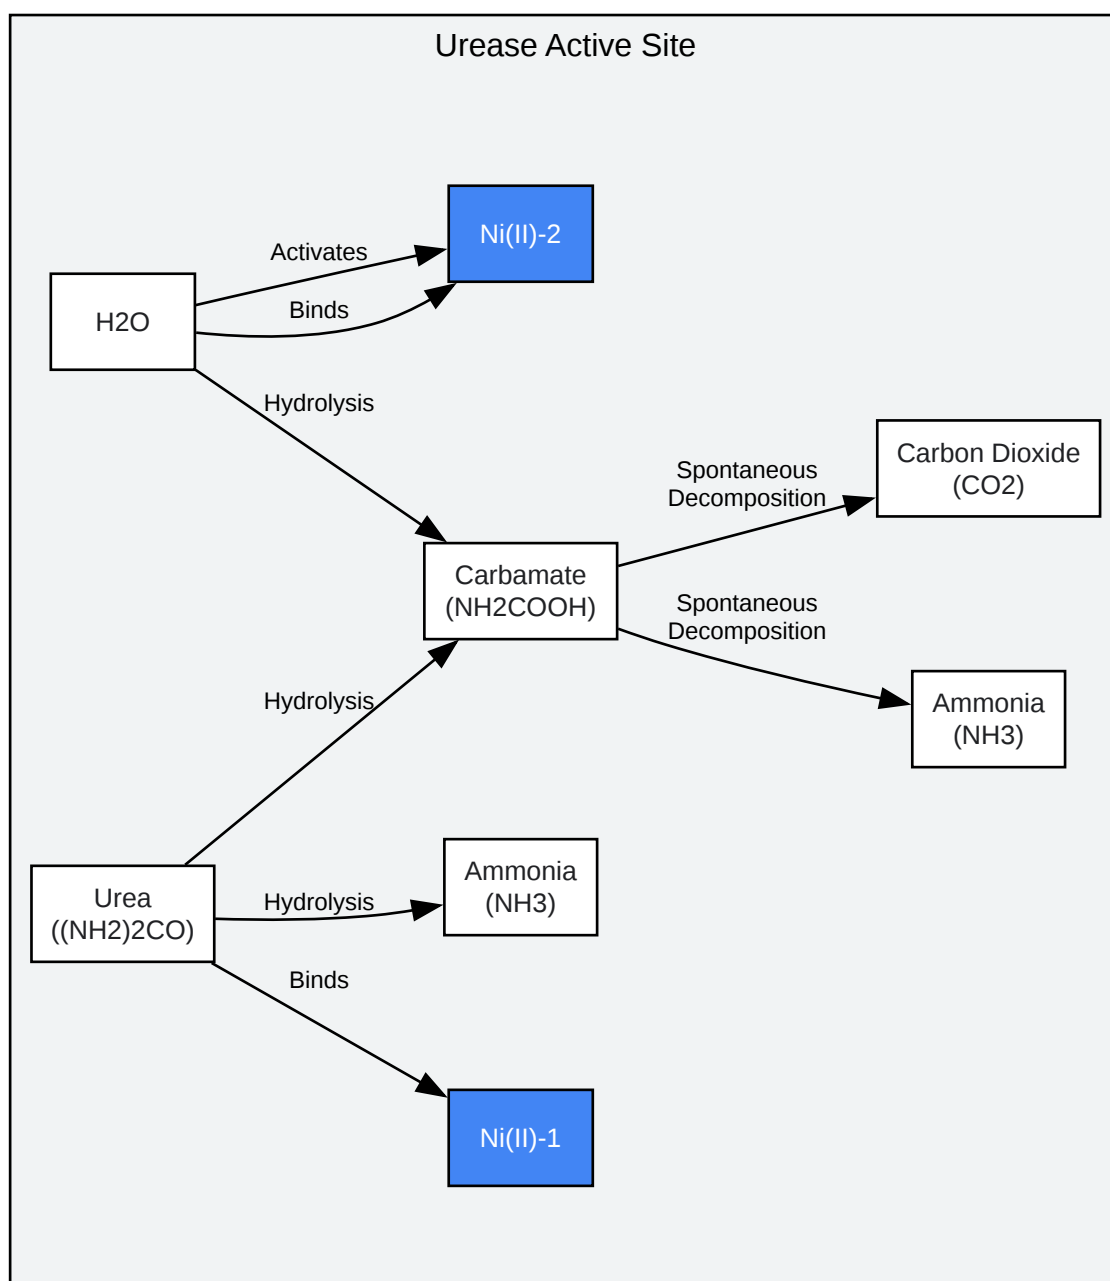 Urease Active Site
Ni(II)-2
Activates
Binds
H2O
Hydrolysis
Carbon Dioxide
(CO2)
Spontaneous
Decomposition
Carbamate
(NH2COOH)
Spontaneous
Decomposition
Ammonia
(NH3)
Hydrolysis
Ammonia
(NH3)
Urea
((NH2)2CO)
Hydrolysis
Binds
Ni(II)-1